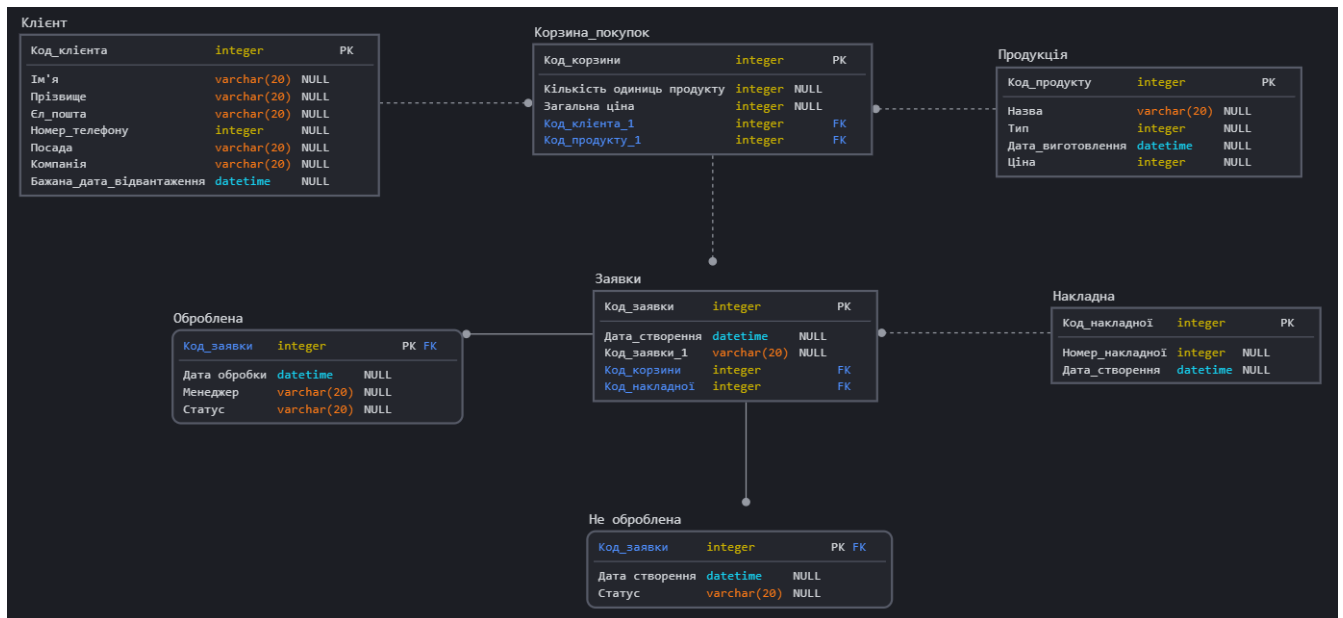 Клієнт
Код_клієнта integer PK
Ім'я varchar(20) NULL
Прізвище varchar(20) NULL
Єл_пошта varchar(20) NULL
Номер_телефону integer NULL
Посада varchar(20) NULL
Компанія varchar(20) NULL
Бажана_дата_відвантаження datetime NULL
Корзина_покупок
Код_корзини integer PK
Кількість одиниць продукту integer NULL
Загальна ціна integer NULL
Код_клієнта_1 integer FK
Код_продукту_1 integer FK
Продукція
Код_продукту integer PK
Назва varchar(20) NULL
Тип integer NULL
Дата_виготовлення datetime NULL
Ціна integer NULL
Заявки
Код_заявки integer PK
Дата_створення datetime NULL
Код_заявки_1 varchar(20) NULL
Код_корзини integer FK
Код_накладної integer FK
Накладна
Код_накладної integer PK
Номер_накладної integer NULL
Дата_створення datetime NULL
Оброблена
Код_заявки integer PK FK
Дата обробки datetime NULL
Менеджер varchar(20) NULL
Статус varchar(20) NULL
Не оброблена
Код_заявки integer PK FK
Дата створення datetime NULL
Статус varchar(20) NULL